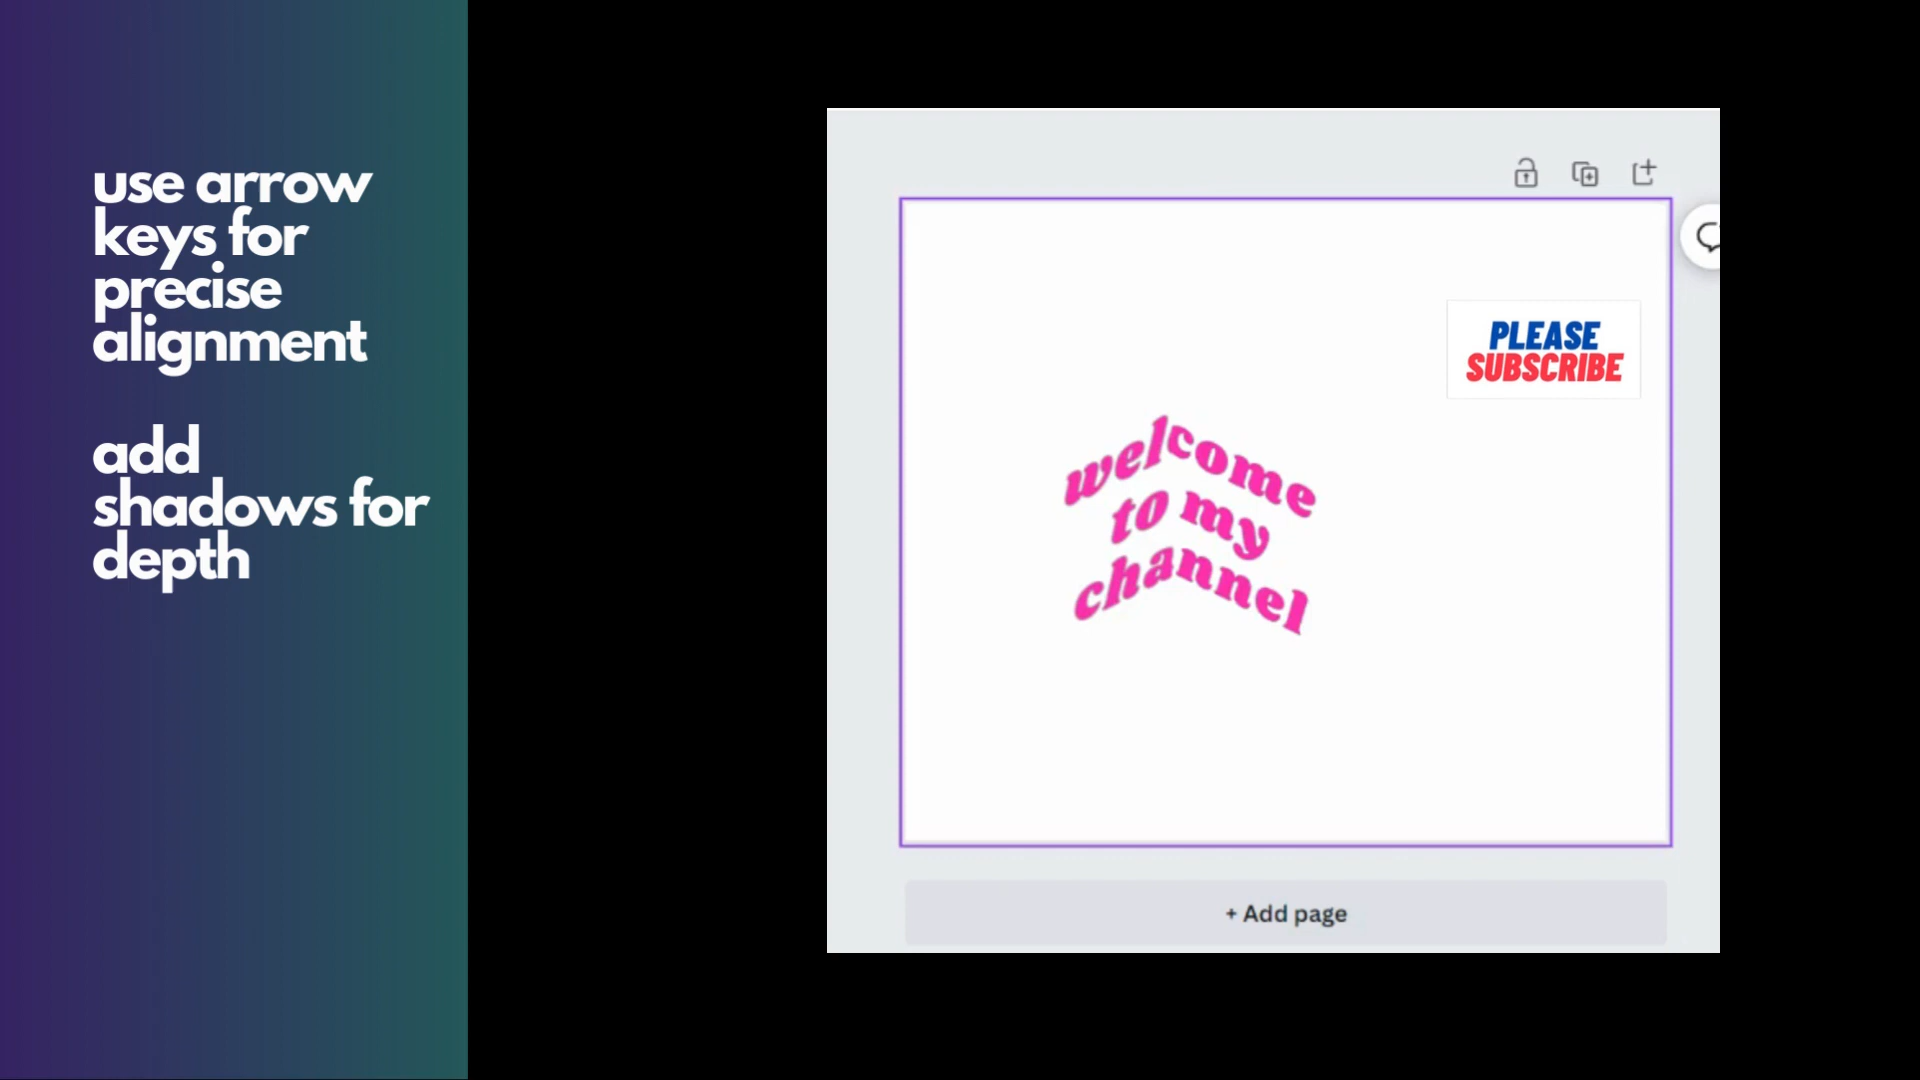 use arrow
keys for
precise
alignment
add
shadows for
depth
PLEASE
SUBSCRIBE
welcome
to my
channel
+ Add page